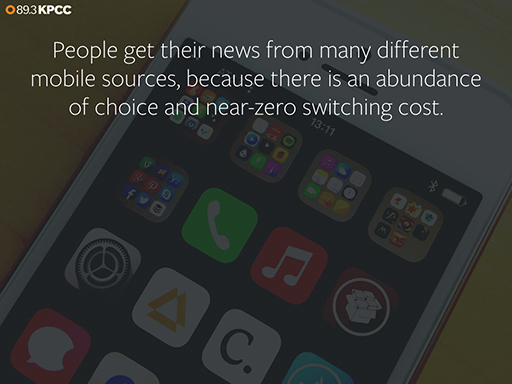 89.3 KPCC
People get their news from many different
mobile sources, because there is an abundance
of choice and near-zero switching cost.
13:11
C.